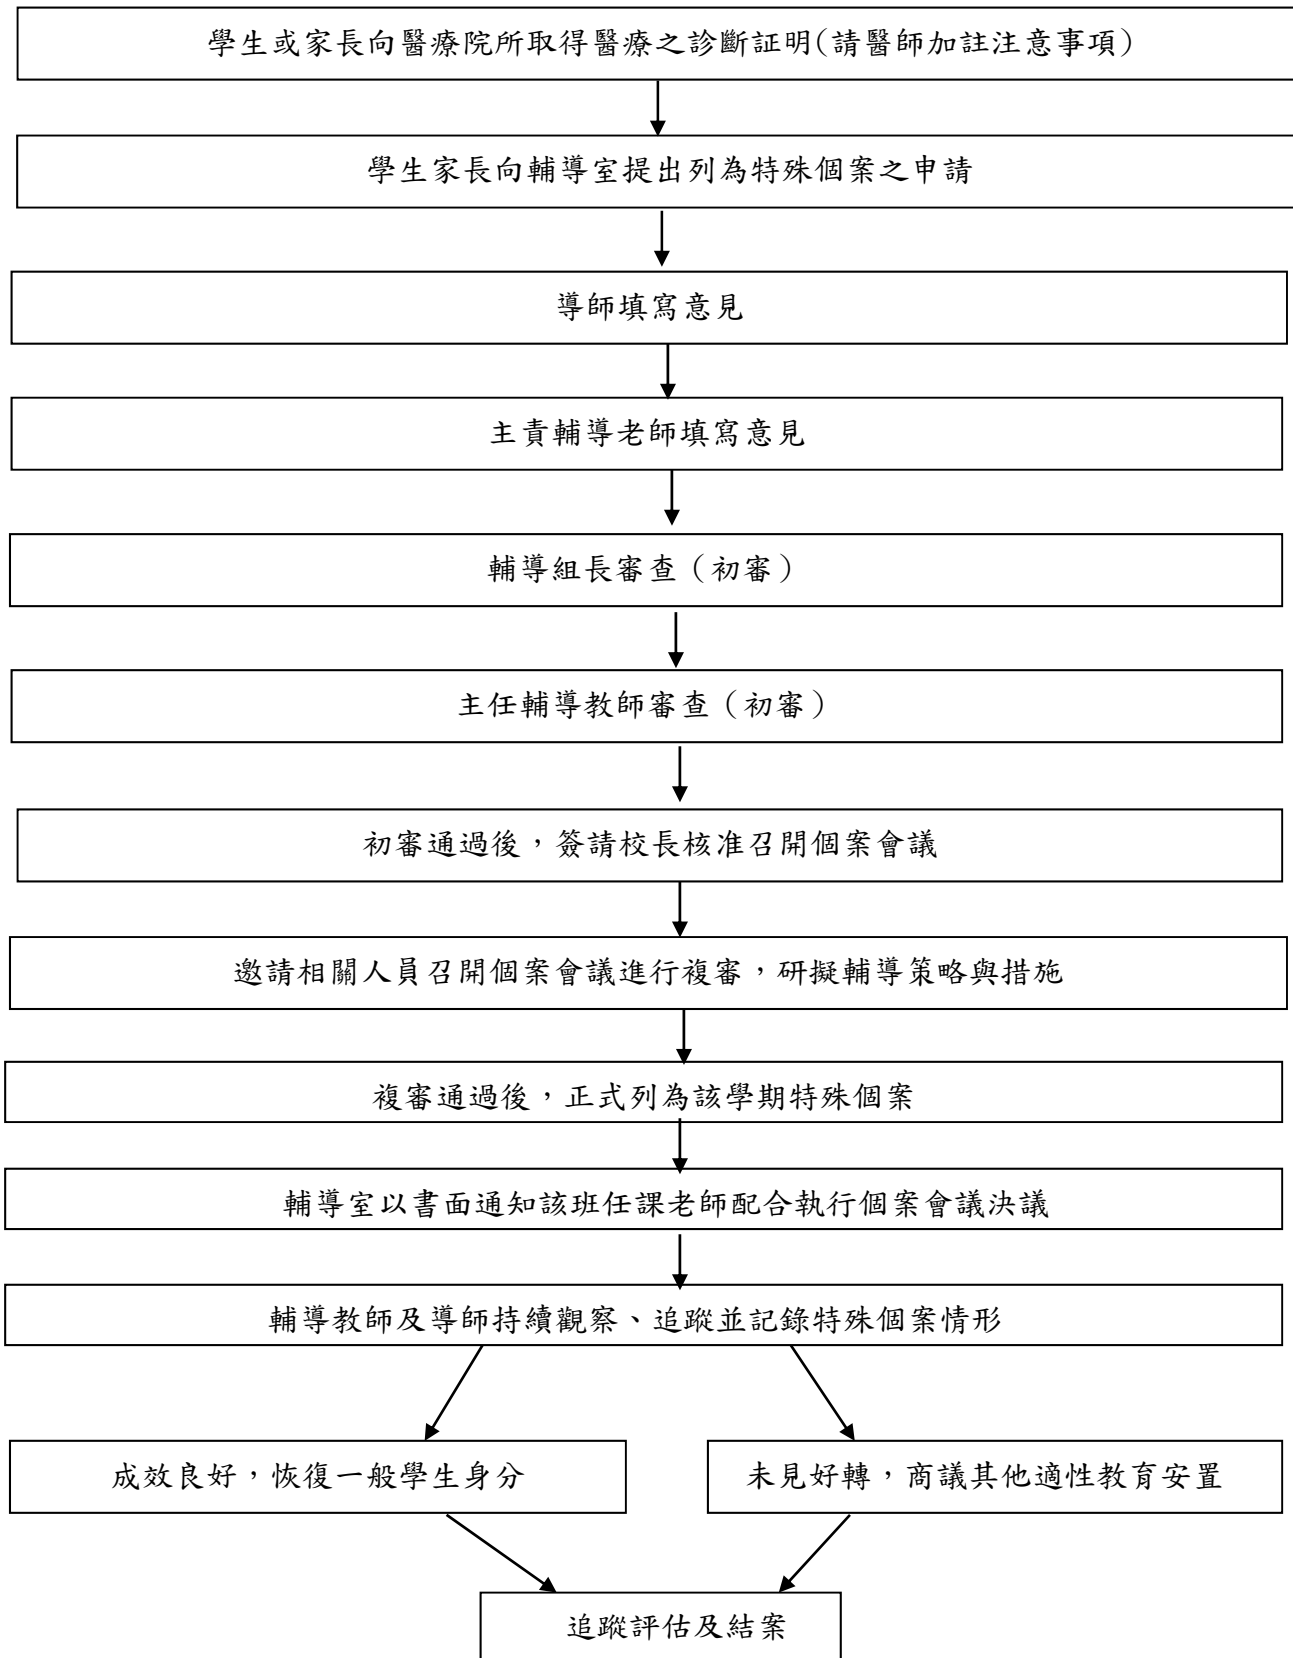 學生或家長向醫療院所取得醫療之診斷証明(請醫師加註注意事項)
學生家長向輔導室提出列為特殊個案之申請
導師填寫意見
主責輔導老師填寫意見
輔導組長審查（初審）
主任輔導教師審查（初審）
初審通過後，簽請校長核准召開個案會議
邀請相關人員召開個案會議進行複審，研擬輔導策略與措施
複審通過後，正式列為該學期特殊個案
輔導室以書面通知該班任課老師配合執行個案會議決議
輔導教師及導師持續觀察、追蹤並記錄特殊個案情形
成效良好，恢復一般學生身分
未見好轉，商議其他適性教育安置
追蹤評估及結案